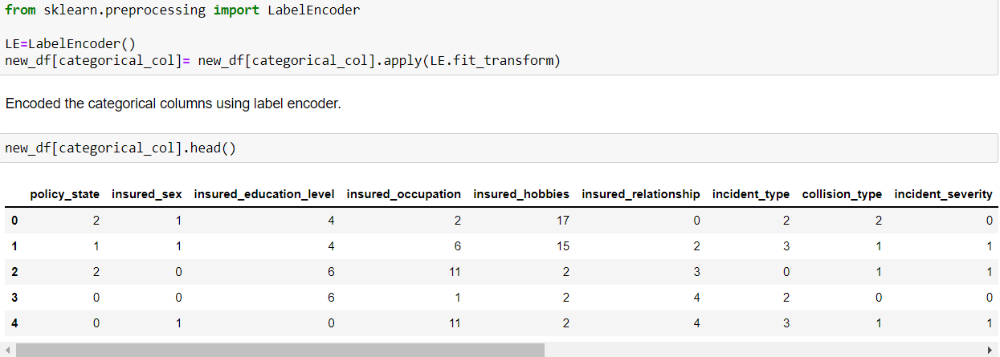 from sklearn.preprocessing import LabelEncoder
LE=LabelEncoder()
new_df[categorical_col]= new_df[categorical_col].apply(LE.fit_transform)
Encoded the categorical columns using label encoder.
new_df[categorical_col].head()
policy_state insured_sex insured_education_level insured_occupation insured_hobbies insured_relationship incident_type collision_type incident_severity
0 2 1 4 2 17 0 2 2 0
1 1 1 4 6 15 2 3 1 1
2 2 0 6 11 2 3 0 1 1
3 0 0 6 1 2 4 2 0 0
4 0 1 0 11 2 4 3 1 1